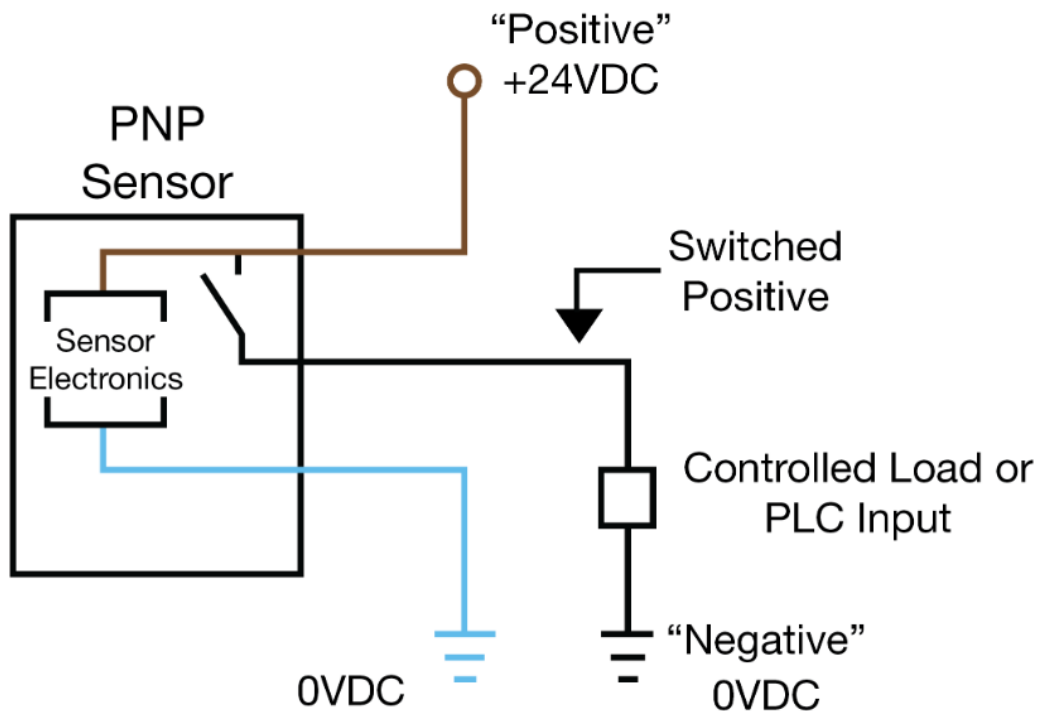 “Positive”
+24VDC
PNP
Sensor
Switched
Positive
Sensor
Electronics
Controlled Load or
PLC Input
“Negative”
0VDC
0VDC